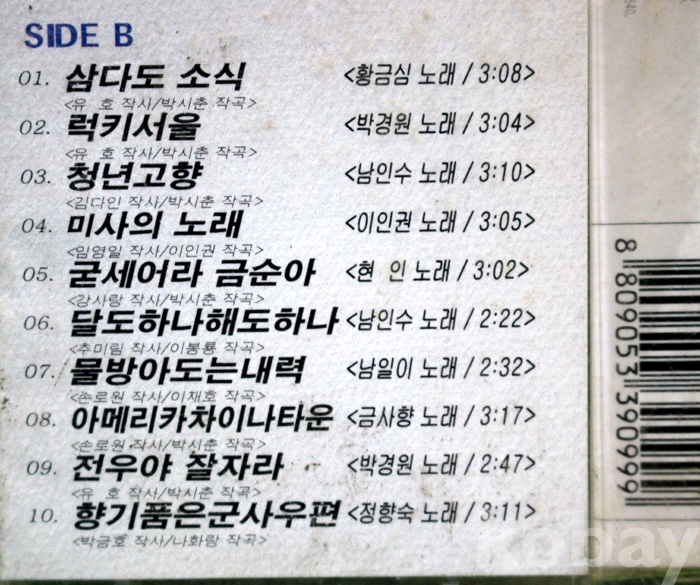 SIDE B
01. 삼다도 소식 <황금심 노래 / 3:08>
<유 호 작사/박시춘 작곡>
02. 럭키서울 <박경원 노래 / 3:04>
<유 호 작사/박시춘 작곡>
03. 청년고향 <남인수 노래 / 3:10>
<김다인 작사/박시춘 작곡>
04. 미사의 노래 <이인권 노래 / 3:05>
<임영일 작사/이인권 작곡>
05. 굳세어라 금순아 <현 인 노래 / 3:02>
<강사랑 작사/박시춘 작곡>
06. 달도하나해도하나 <남인수 노래 / 2:22>
<추미림 작사/이봉룡 작곡>
07. 물방아도는내력 <남일이 노래 / 2:32>
<손로원 작사/이재호 작곡>
08. 아메리카차이나타운 <금사향 노래 / 3:17>
<손로원 작사/박시춘 작곡>
09. 전우야 잘자라 <박경원 노래 / 2:47>
<유 호 작사/박시춘 작곡>
10. 향기품은군사우편 <정향숙 노래 / 3:11>
<박금호 작사/나화랑 작곡>
8 809053 390999
kobay